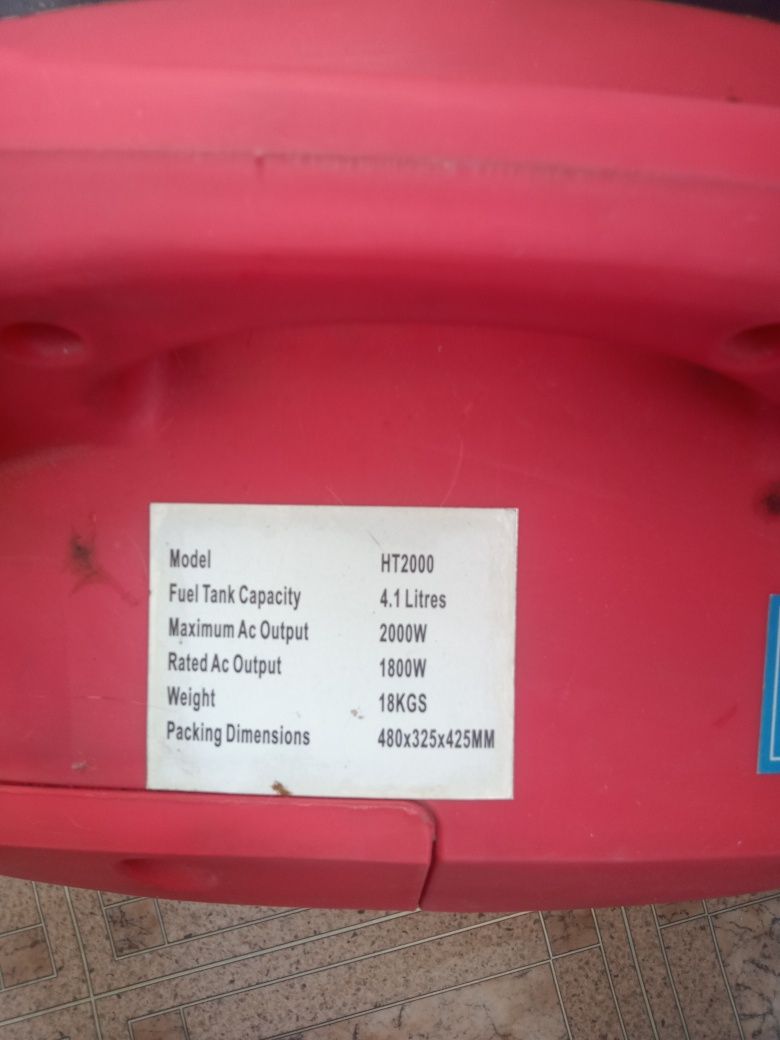 Model HT2000
Fuel Tank Capacity 4.1 Litres
Maximum Ac Output 2000W
Rated Ac Output 1800W
Weight 18KGS
Packing Dimensions 480x325x425MM